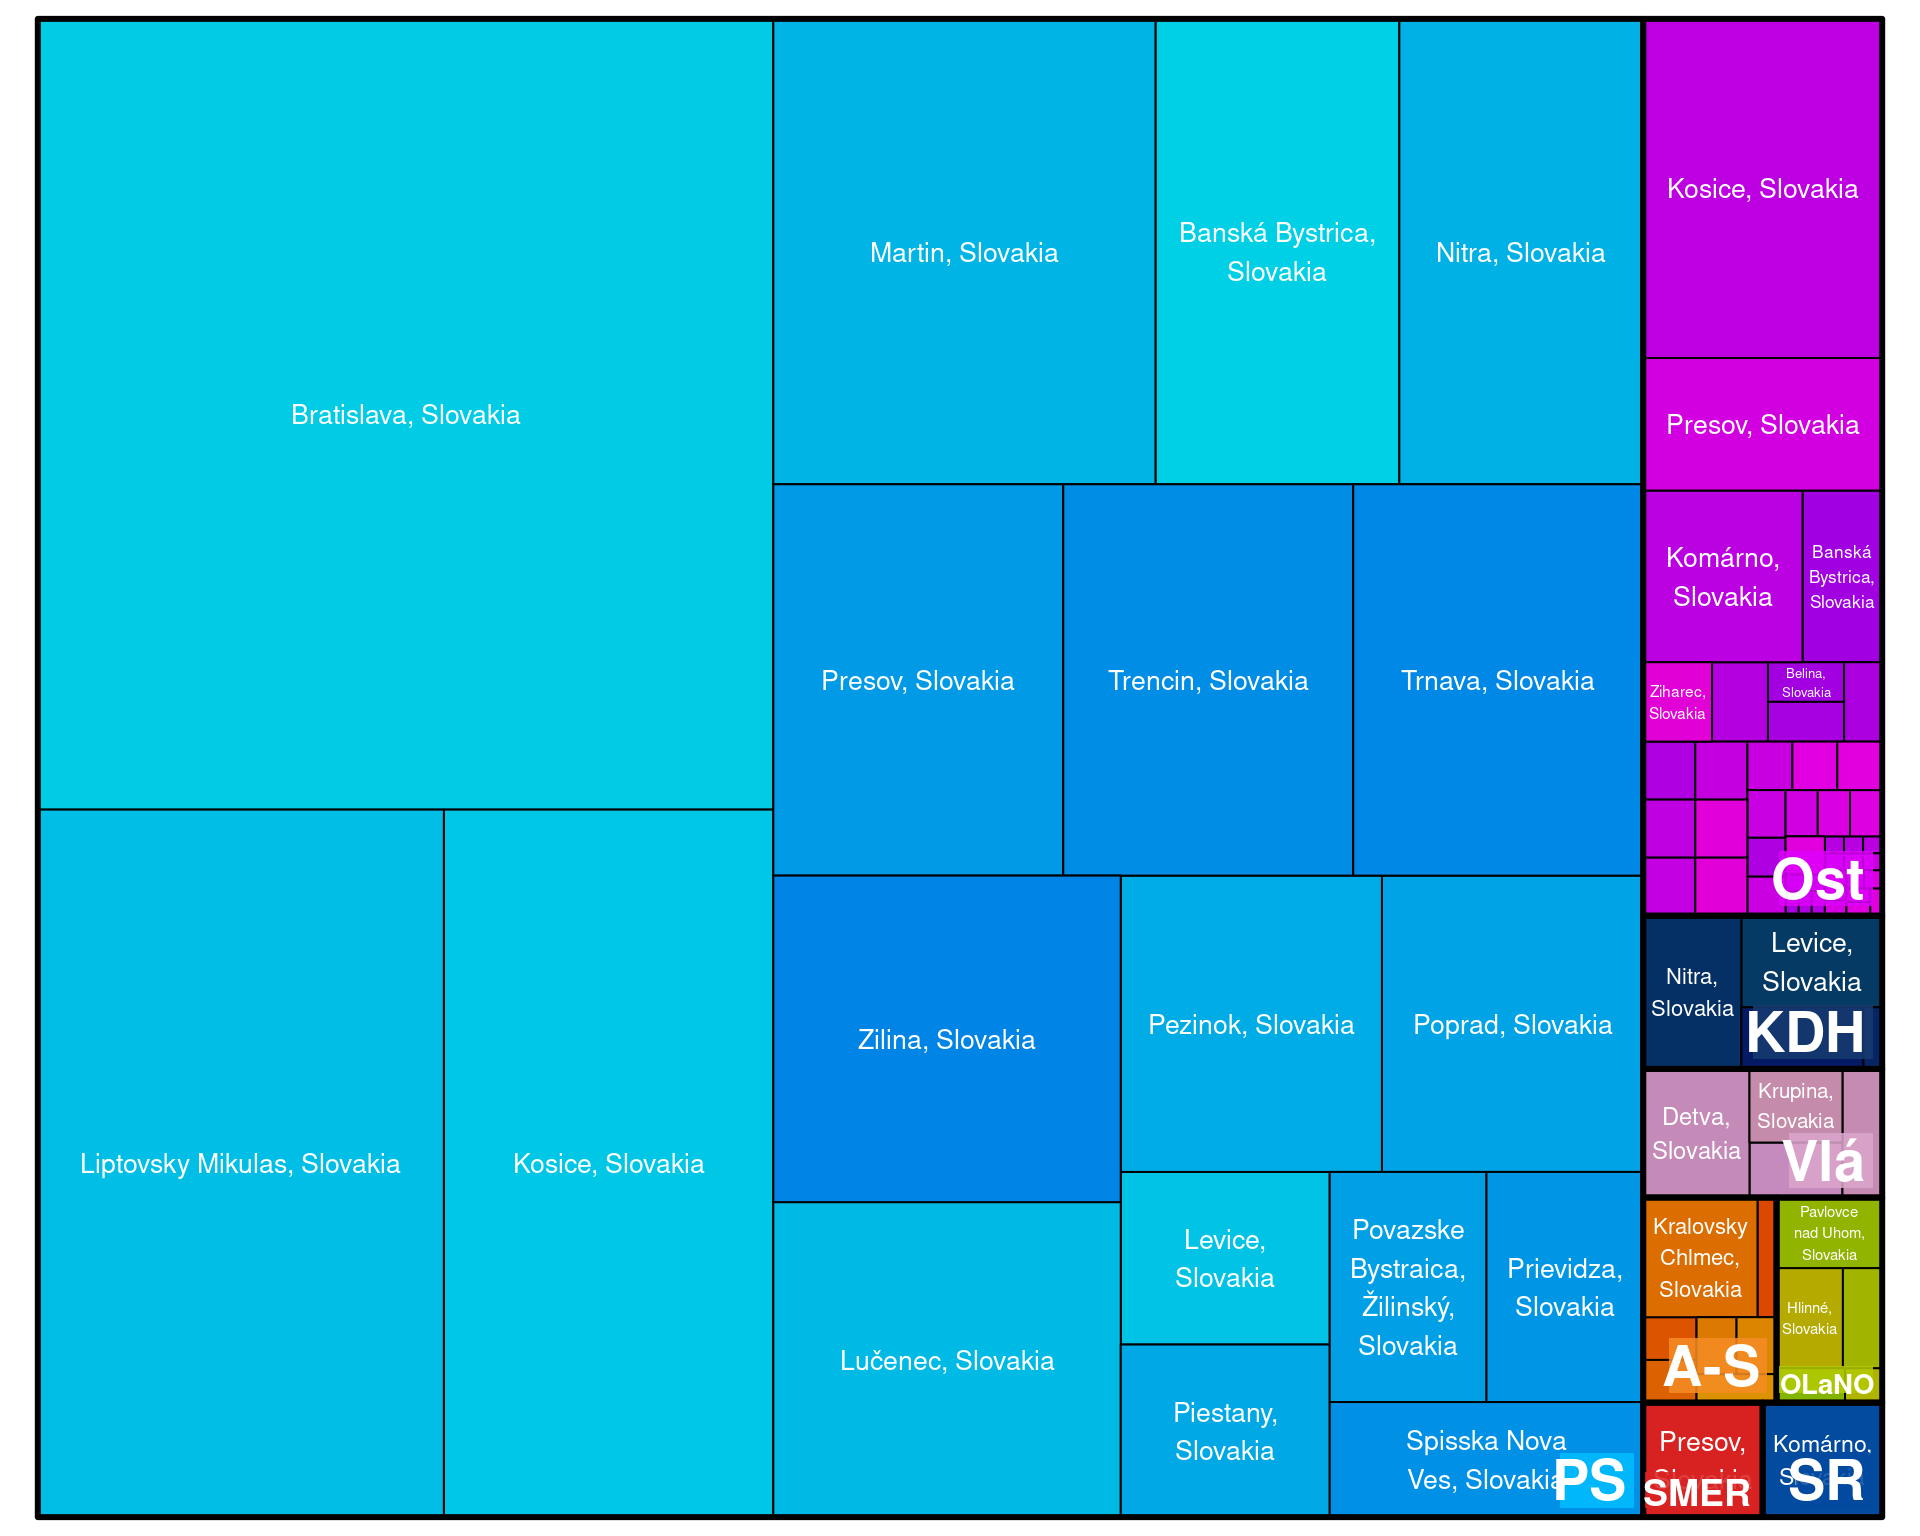 Bratislava, Slovakia
Liptovsky Mikulas, Slovakia
Kosice, Slovakia
Martin, Slovakia
Banská Bystrica,
Slovakia
Nitra, Slovakia
Presov, Slovakia
Trencin, Slovakia
Trnava, Slovakia
Zilina, Slovakia
Lučenec, Slovakia
Pezinok, Slovakia
Poprad, Slovakia
Levice,
Slovakia
Piestany,
Slovakia
Povazske
Bystraica,
Žilinský,
Slovakia
Prievidza,
Slovakia
Spisska Nova
Ves, Slovakia
PS
Kosice, Slovakia
Presov, Slovakia
Komárno,
Slovakia
Banská
Bystrica,
Slovakia
Ziharec,
Slovakia
Belina,
Slovakia
Ost
Nitra,
Slovakia
Levice,
Slovakia
KDH
Detva,
Slovakia
Krupina,
Slovakia
Vlá
Kralovsky
Chlmec,
Slovakia
A-S
Pavlovce
nad Uhom,
Slovakia
Hlinné,
Slovakia
OLaNO
Presov,
SMER
Komárno,
SR